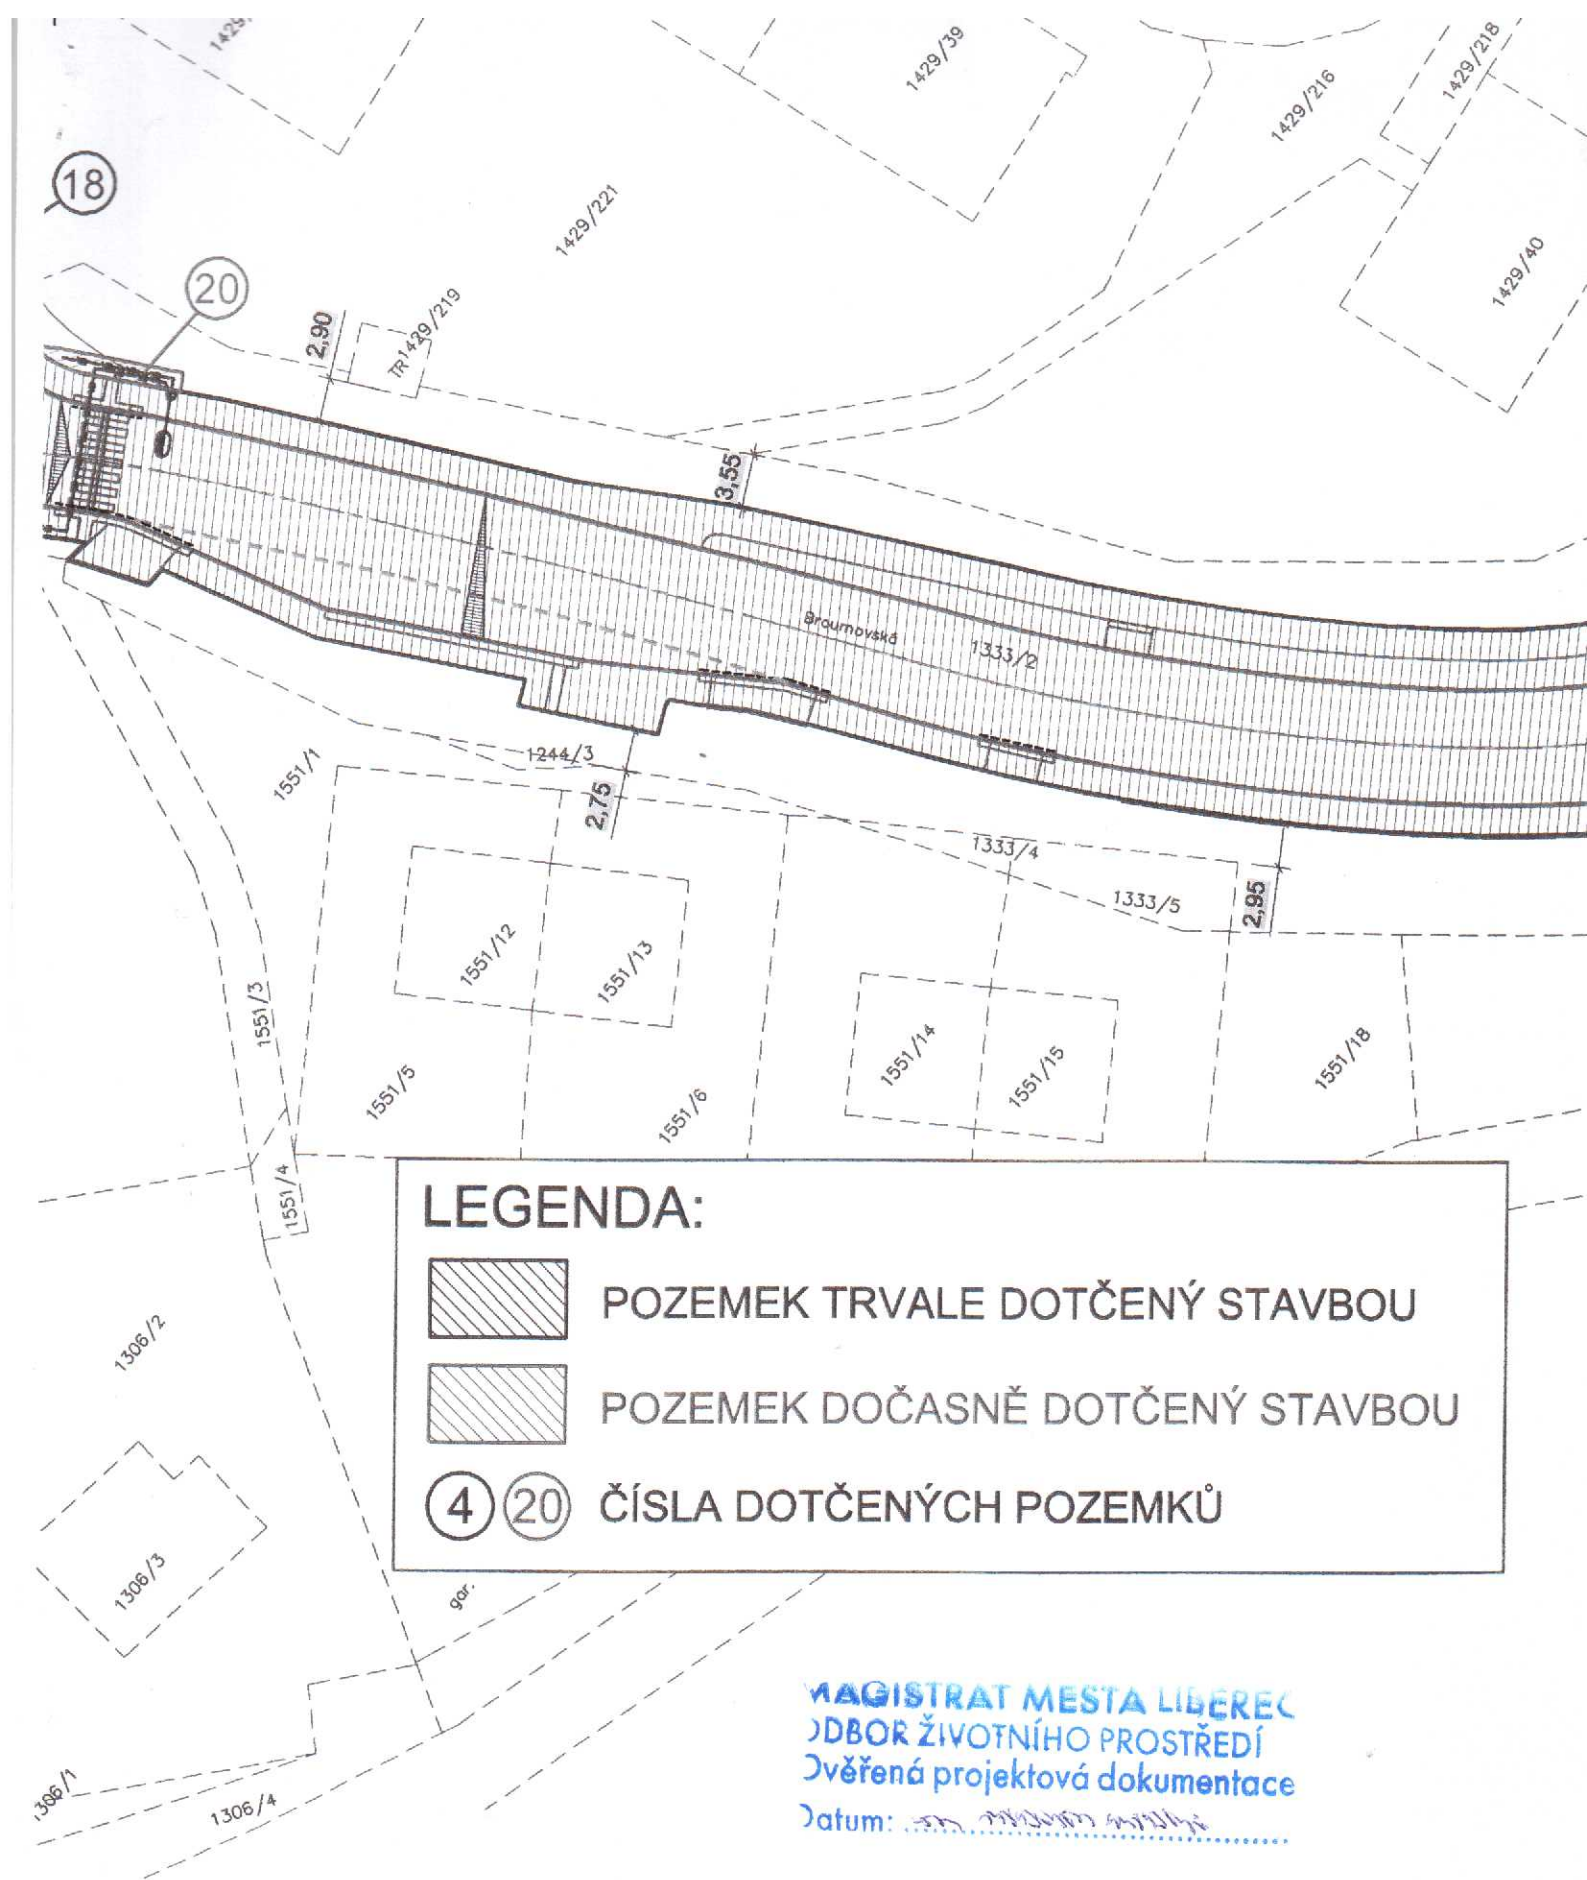 1429/39
1429/218
1429/216
18
1429/221
1429/40
20
2,90
TR
1429/219
3,55
Broumovská
1333/2
1244/3
1551/1
2,75
1333/4
1333/5
2,95
1551/12
1551/13
1551/3
1551/14
1551/15
1551/18
1551/5
1551/6
1551/4
LEGENDA:
POZEMEK TRVALE DOTČENÝ STAVBOU
POZEMEK DOČASNĚ DOTČENÝ STAVBOU
4 20 ČÍSLA DOTČENÝCH POZEMKŮ
1306/2
1306/3
gar.
MAGISTRAT MESTA LIBEREC
ODBOR ŽIVOTNÍHO PROSTŘEDÍ
Ověřená projektová dokumentace
Datum:
1306/1
1306/4